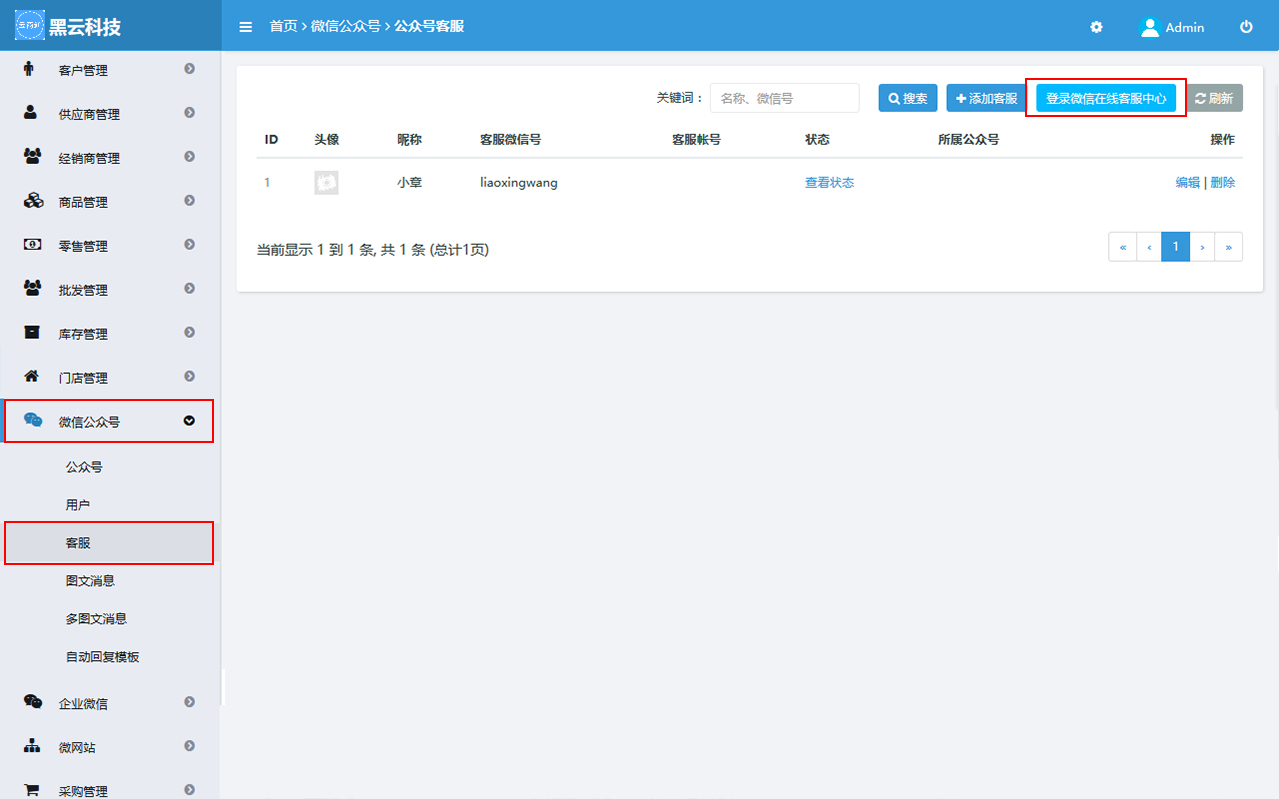 黑云科技
首页 › 微信公众号 › 公众号客服
Admin
客户管理
供应商管理
经销商管理
商品管理
零售管理
批发管理
库存管理
门店管理
微信公众号
公众号
用户
客服
图文消息
多图文消息
自动回复模板
企业微信
微网站
采购管理
关键词： 名称、微信号 搜索 添加客服 登录微信在线客服中心 刷新
ID 头像 昵称 客服微信号 客服帐号 状态 所属公众号 操作
1 小章 liaoxingwang 查看状态 编辑 | 删除
当前显示 1 到 1 条, 共 1 条 (总计1页) « ‹ 1 › »